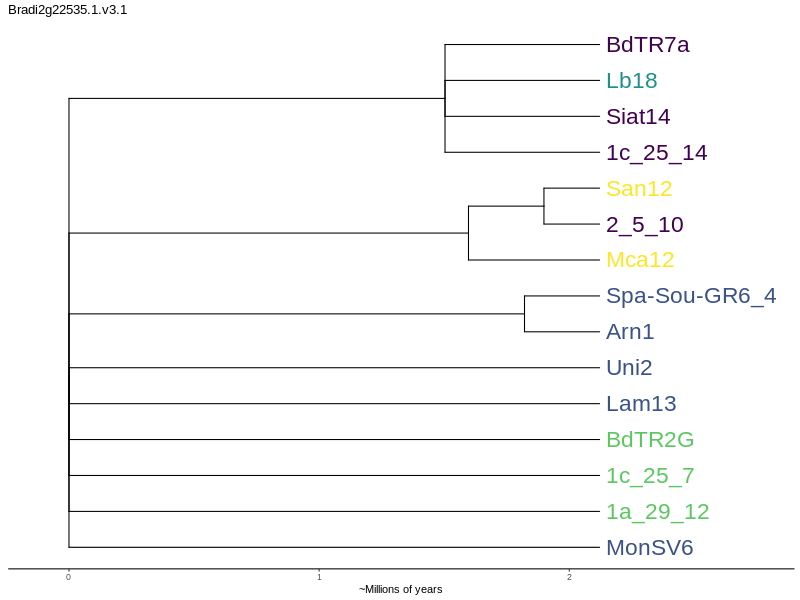 Bradi2g22535.1.v3.1
BdTR7a
Lb18
Siat14
1c_25_14
San12
2_5_10
Mca12
Spa-Sou-GR6_4
Arn1
Uni2
Lam13
BdTR2G
1c_25_7
1a_29_12
MonSV6
0 1 2
~Millions of years